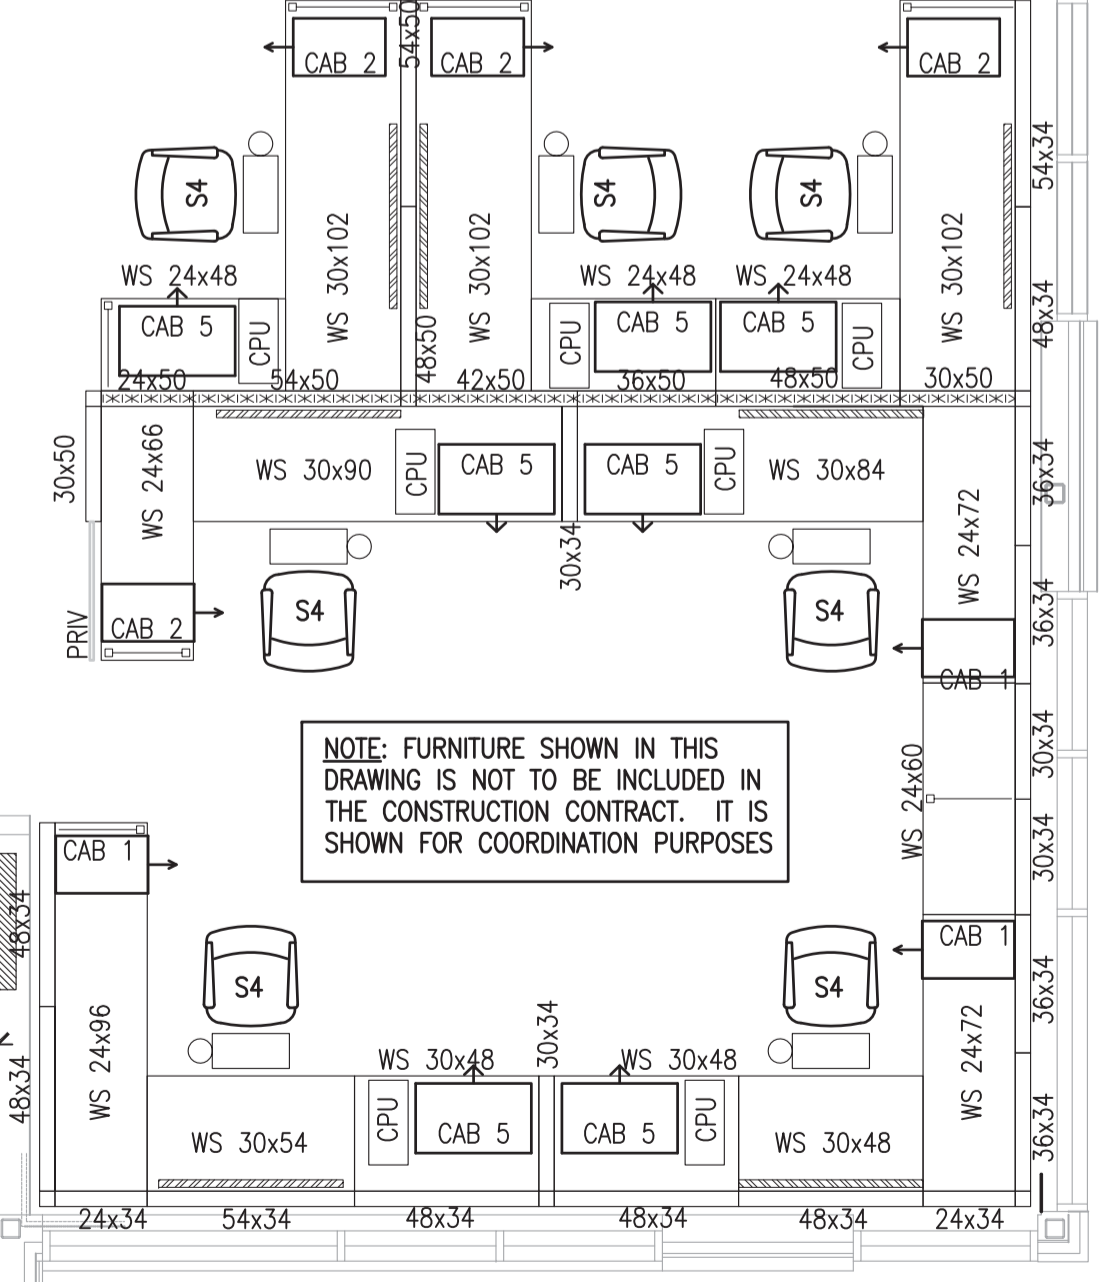 54x50
CAB 2
CAB 2
CAB 2
54x34
S4
S4
S4
WS 30x102
WS 30x102
WS 30x102
WS 24x48
WS 24x48
WS 24x48
48x34
CAB 5
CPU
48x50
CPU
CAB 5
CAB 5
CPU
24x50
54x50
42x50
36x50
48x50
30x50
30x50
WS 24x66
WS 30x90
CPU
CAB 5
CAB 5
CPU
WS 30x84
WS 24x72
36x34
30x34
PRIV
CAB 2
S4
S4
36x34
CAB 1
NOTE: FURNITURE SHOWN IN THIS
DRAWING IS NOT TO BE INCLUDED IN
THE CONSTRUCTION CONTRACT. IT IS
SHOWN FOR COORDINATION PURPOSES
WS 24x60
30x34
30x34
CAB 1
48x34
CAB 1
S4
S4
36x34
48x34
WS 24x96
30x34
WS 30x48
WS 30x48
WS 24x72
WS 30x54
CPU
CAB 5
CAB 5
CPU
WS 30x48
36x34
24x34
54x34
48x34
48x34
48x34
24x34